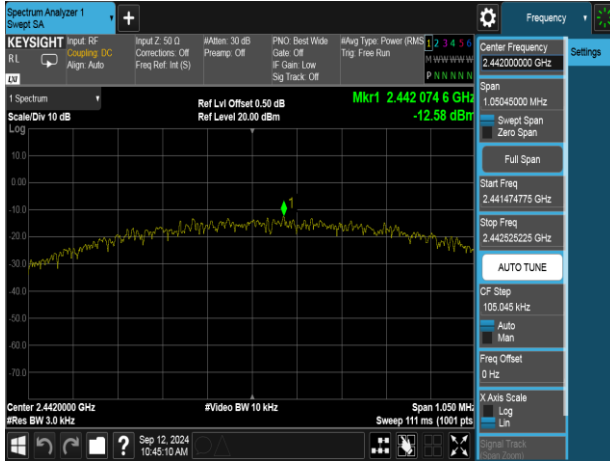 Spectrum Analyzer 1
Swept SA
+
Frequency
KEYSIGHT
RL
Input: RF
Coupling: DC
Align: Auto
Input Z: 50 Ω
Corrections: Off
Freq Ref: Int (S)
#Atten: 30 dB
Preamp: Off
PNO: Best Wide
Gate: Off
IF Gain: Low
Sig Track: Off
#Avg Type: Power (RMS
Trig: Free Run
1 2 3 4 5 6
M W W W W W
P N N N N N
LXI
1 Spectrum
Scale/Div 10 dB
Log
Ref Lvl Offset 0.50 dB
Ref Level 20.00 dBm
Mkr1 2.442 074 6 GHz
-12.58 dBm
1
10.0
0.00
-10.0
-20.0
-30.0
-40.0
-50.0
-60.0
-70.0
Center 2.4420000 GHz
#Res BW 3.0 kHz
#Video BW 10 kHz
Span 1.050 MHz
Sweep 111 ms (1001 pts
?
Sep 12, 2024
10:45:10 AM
Center Frequency
2.442000000 GHz
Settings
Span
1.05045000 MHz
Swept Span
Zero Span
Full Span
Start Freq
2.441474775 GHz
Stop Freq
2.442525225 GHz
AUTO TUNE
CF Step
105.045 kHz
Auto
Man
Freq Offset
0 Hz
X Axis Scale
Log
Lin
Signal Track
(Span Zoom)